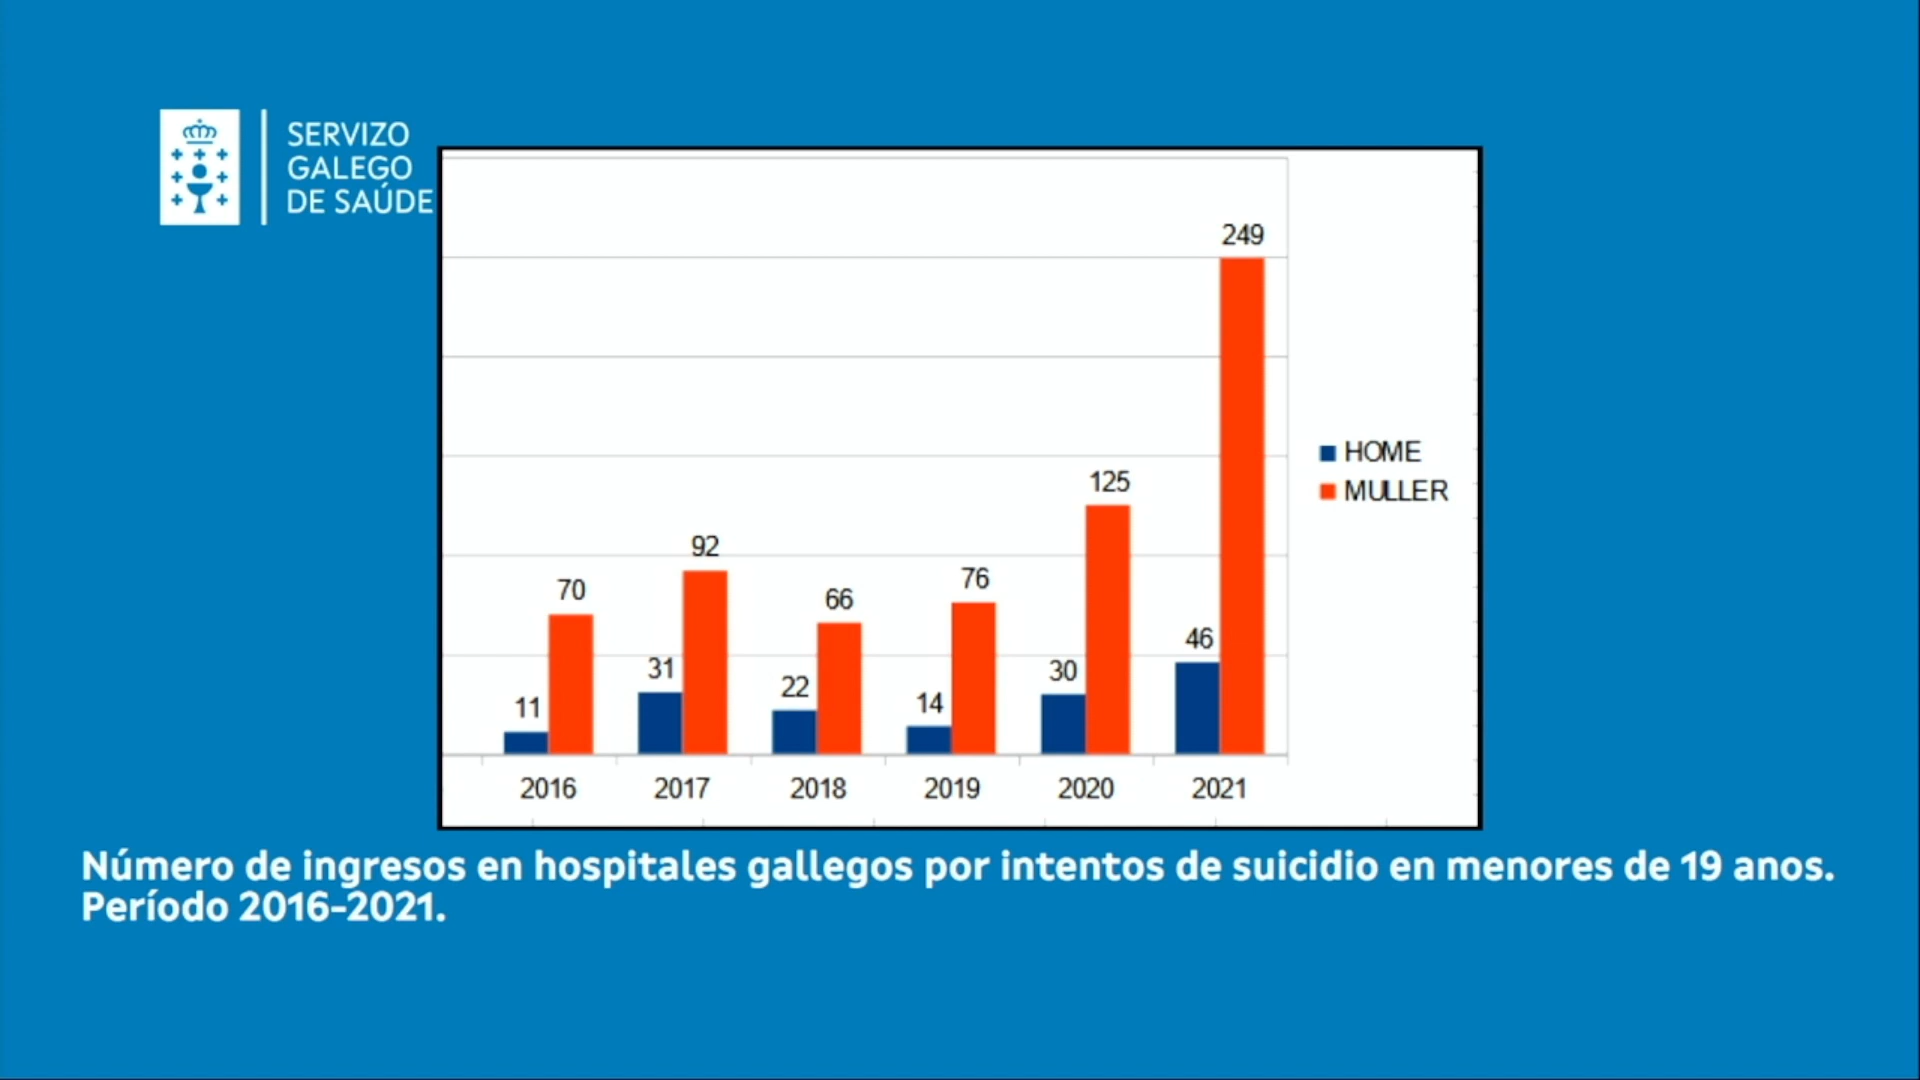 SERVIZO
GALEGO
DE SAÚDE
249
125
92
76
70
66
46
31
30
22
14
11
HOME
MULLER
2016 2017 2018 2019 2020 2021
Número de ingresos en hospitales gallegos por intentos de suicidio en menores de 19 anos.
Período 2016-2021.